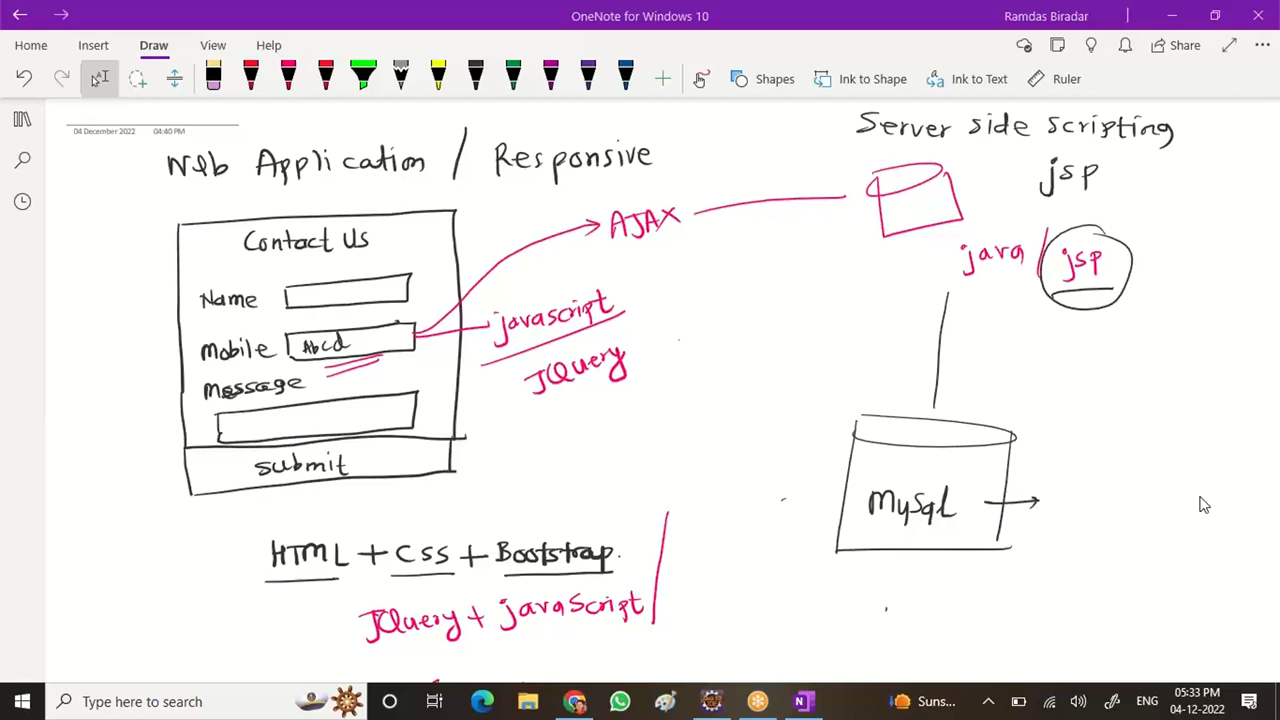 OneNote for Windows 10
Ramdas Biradar
Home Insert Draw View Help
Share
Shapes Ink to Shape Ink to Text Ruler
04 December 2022 04:40 PM
Web Application / Responsive
Server side scripting
jsp
Contact Us
AJAX
java / jsp
Name
Mobile Abcd
javascript
JQuery
Message
submit
MySql
HTML + CSS + Bootstrap
JQuery + javaScript
Type here to search
Suns...
ENG
05:33 PM
04-12-2022